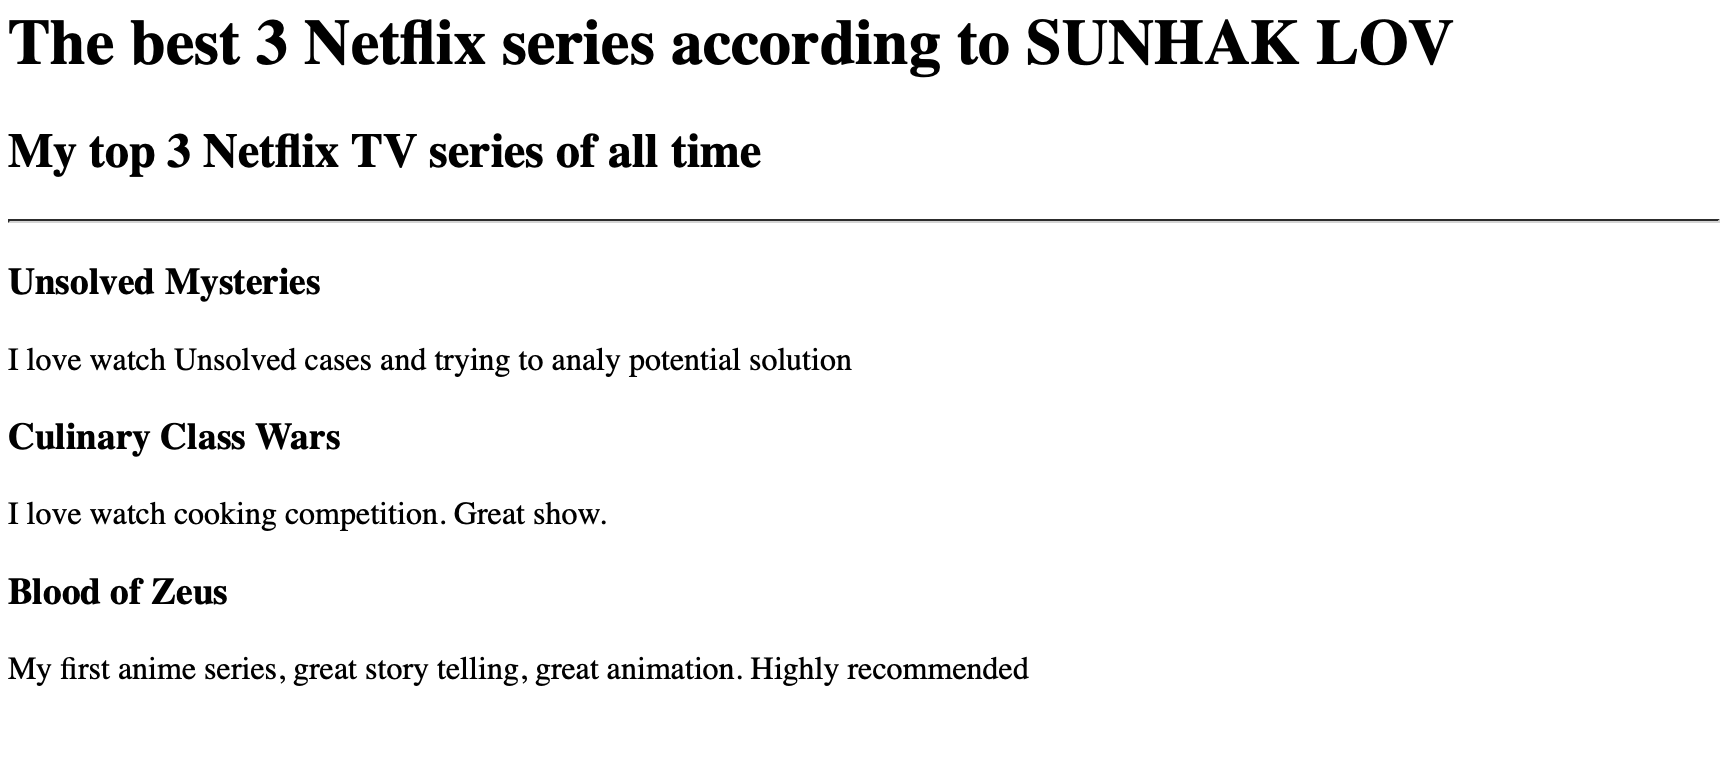 The best 3 Netflix series according to SUNHAK LOV
My top 3 Netflix TV series of all time
Unsolved Mysteries
I love watch Unsolved cases and trying to analy potential solution
Culinary Class Wars
I love watch cooking competition. Great show.
Blood of Zeus
My first anime series, great story telling, great animation. Highly recommended